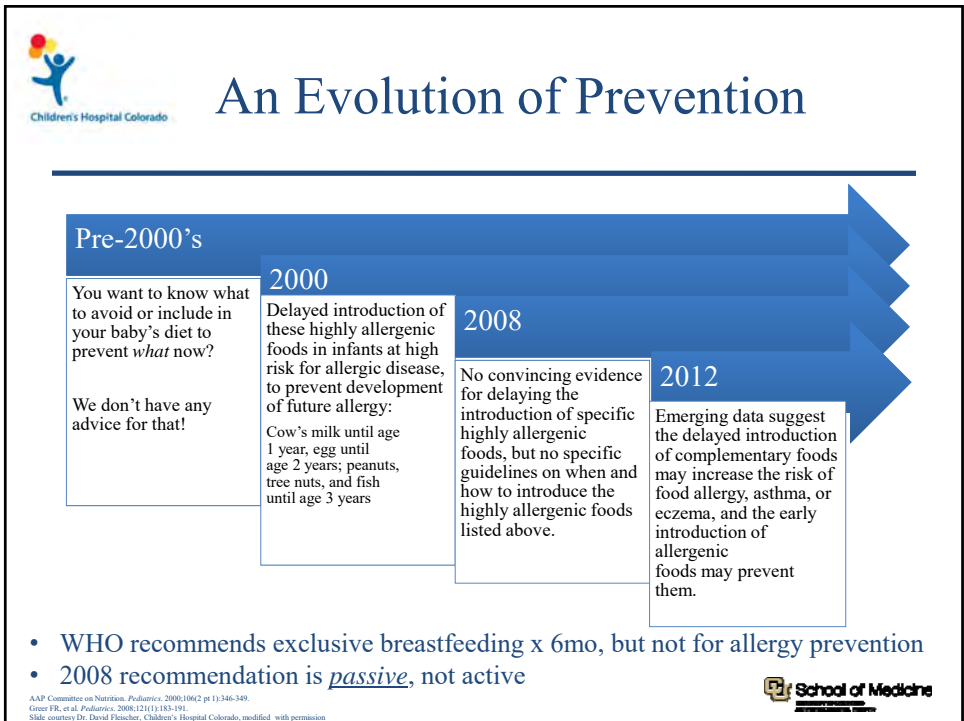 Children's Hospital Colorado
An Evolution of Prevention
Pre-2000's
You want to know what
to avoid or include in
your baby's diet to
prevent what now?
We don't have any
advice for that!
2000
Delayed introduction of
these highly allergenic
foods in infants at high
risk for allergic disease,
to prevent development
of future allergy:
Cow's milk until age
1 year, egg until
age 2 years; peanuts,
tree nuts, and fish
until age 3 years
2008
No convincing evidence
for delaying the
introduction of specific
highly allergenic
foods, but no specific
guidelines on when and
how to introduce the
highly allergenic foods
listed above.
2012
Emerging data suggest
the delayed introduction
of complementary foods
may increase the risk of
food allergy, asthma, or
eczema, and the early
introduction of
allergenic
foods may prevent
them.
• WHO recommends exclusive breastfeeding x 6mo, but not for allergy prevention
• 2008 recommendation is passive, not active
AAP Committee on Nutrition. Pediatrics. 2000;106(2 pt 1):346-349.
Greer FR, et al. Pediatrics. 2008;121(1):183-191.
Slide courtesy Dr. David Fleischer, Children's Hospital Colorado, modified with permission
School of Medicine